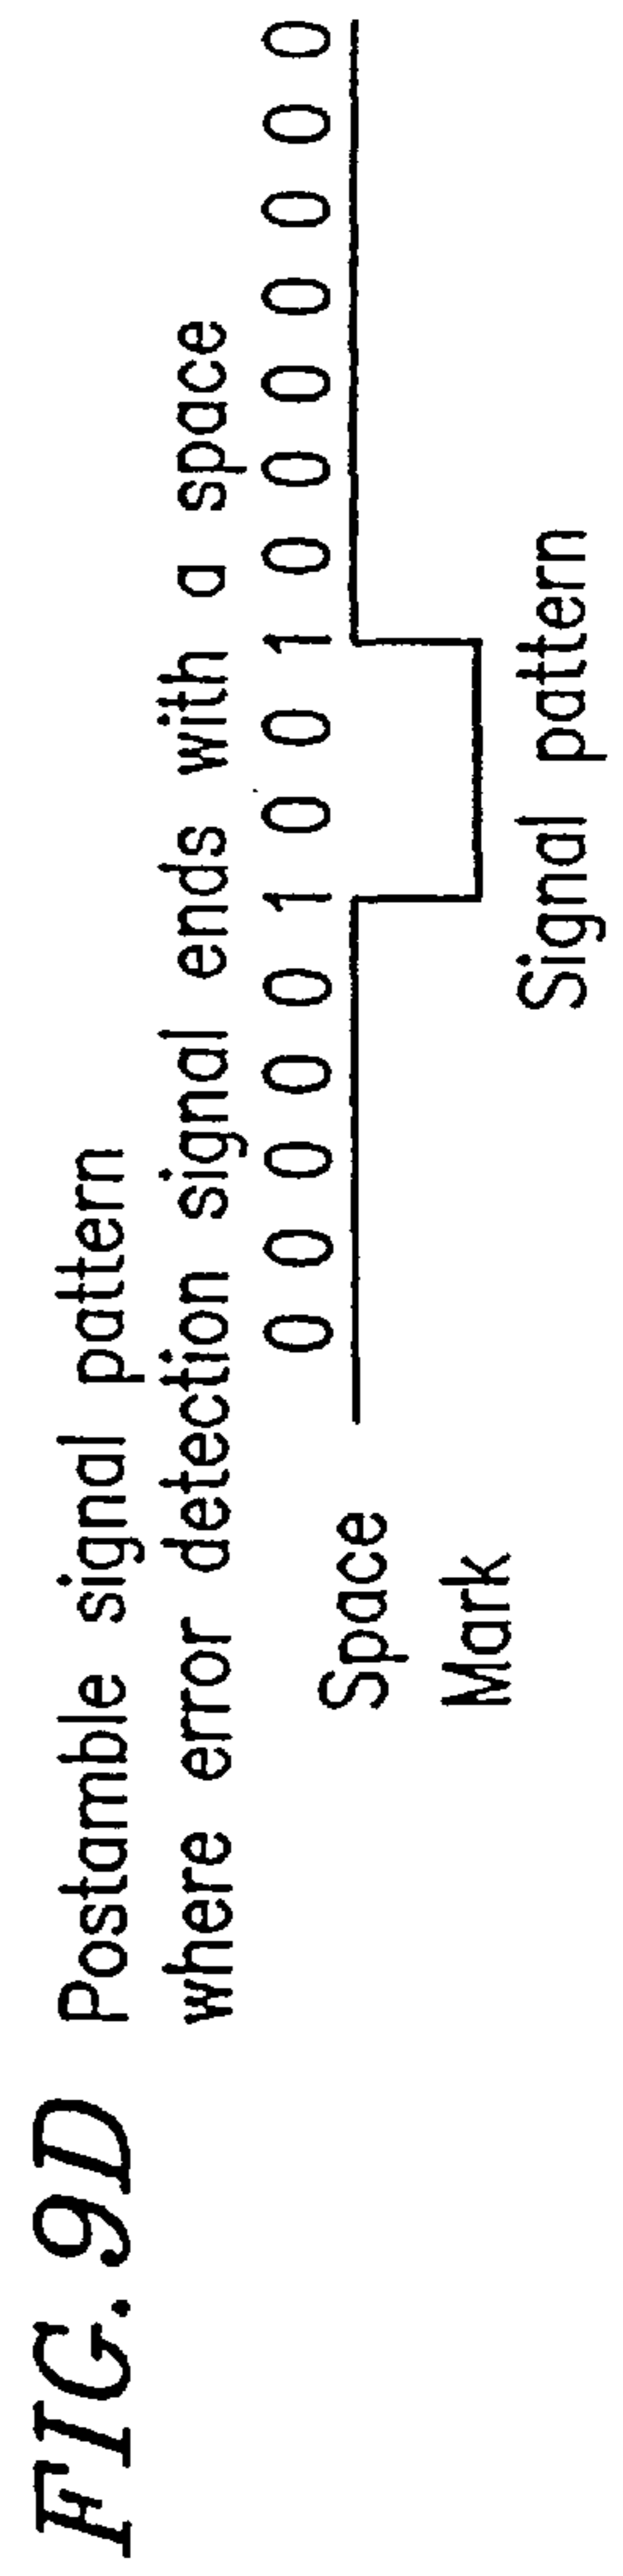 FIG. 9D
Postamble signal pattern
where error detection signal ends with a space
0 0 0 0 0 1 0 0 1 0 0 0 0 0 0 0
Space
Mark
Signal pattern